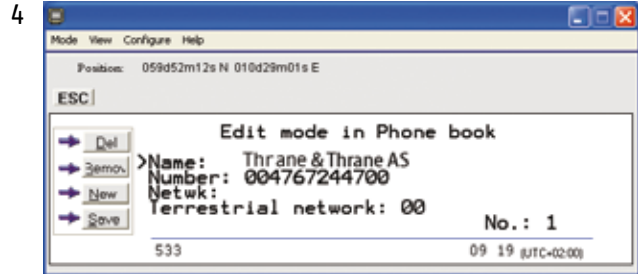 4
Mode View Configure Help
Position: 059d52m12s N 010d29m01s E
ESC
Edit mode in Phone book
Del
>Name: Thrane & Thrane AS
Remov
Number: 004767244700
New
Netwk:
Save
Terrestrial network: 00
No.: 1
533 09 19 (UTC+02:00)